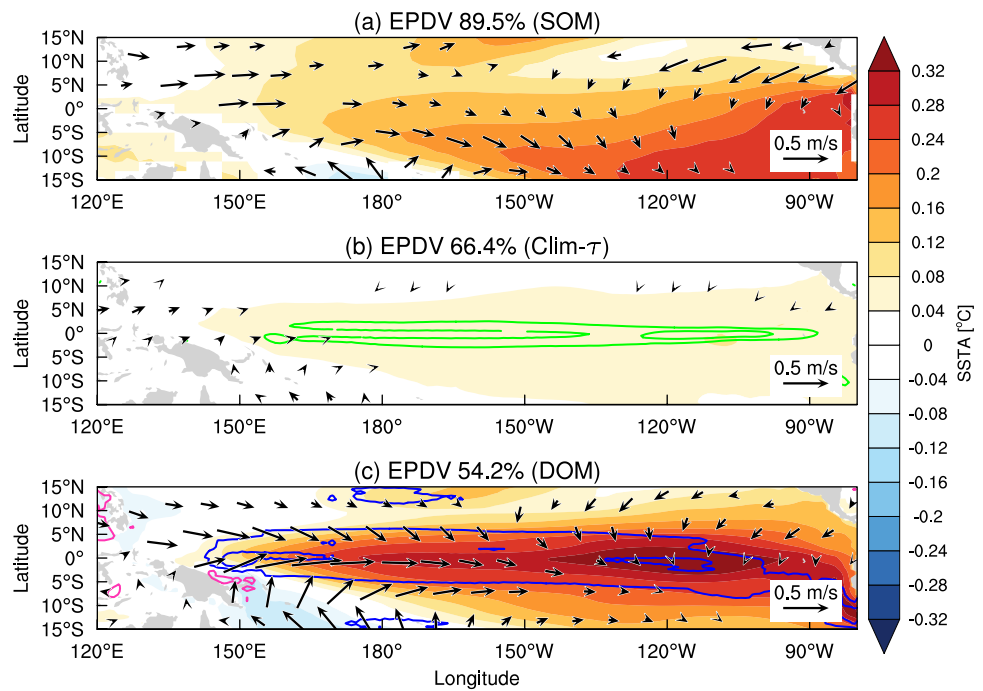 (a) EPDV 89.5% (SOM)
Latitude
15°N
10°N
5°N
0°
5°S
10°S
15°S
0.5 m/s
120°E 150°E 180° 150°W 120°W 90°W
(b) EPDV 66.4% (Clim-τ)
Latitude
15°N
10°N
5°N
0°
5°S
10°S
15°S
0.5 m/s
120°E 150°E 180° 150°W 120°W 90°W
(c) EPDV 54.2% (DOM)
Latitude
15°N
10°N
5°N
0°
5°S
10°S
15°S
0.5 m/s
120°E 150°E 180° 150°W 120°W 90°W
Longitude
0.32
0.28
0.24
0.2
0.16
0.12
0.08
0.04
0
-0.04
-0.08
-0.12
-0.16
-0.2
-0.24
-0.28
-0.32
SSTA [°C]